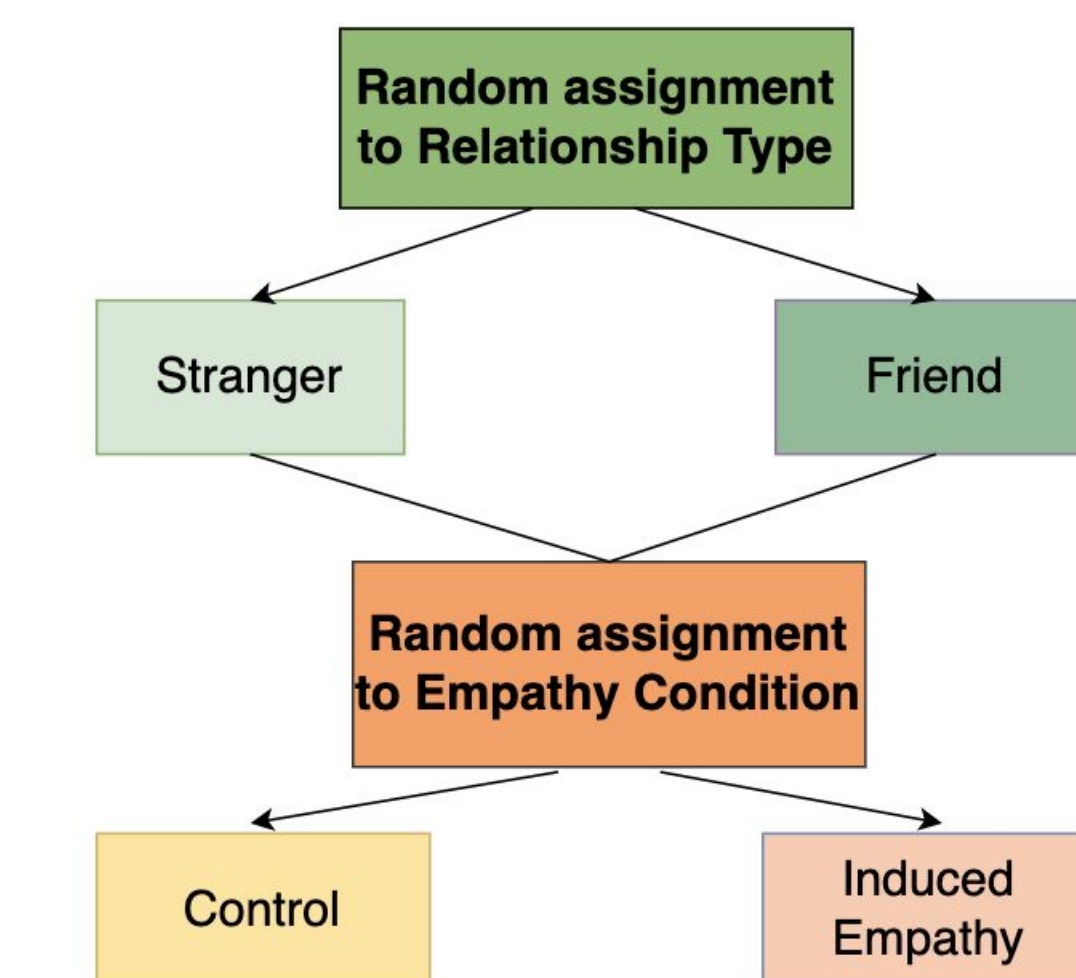 Random assignment
to Relationship Type
Stranger
Friend
Random assignment
to Empathy Condition
Control
Induced
Empathy